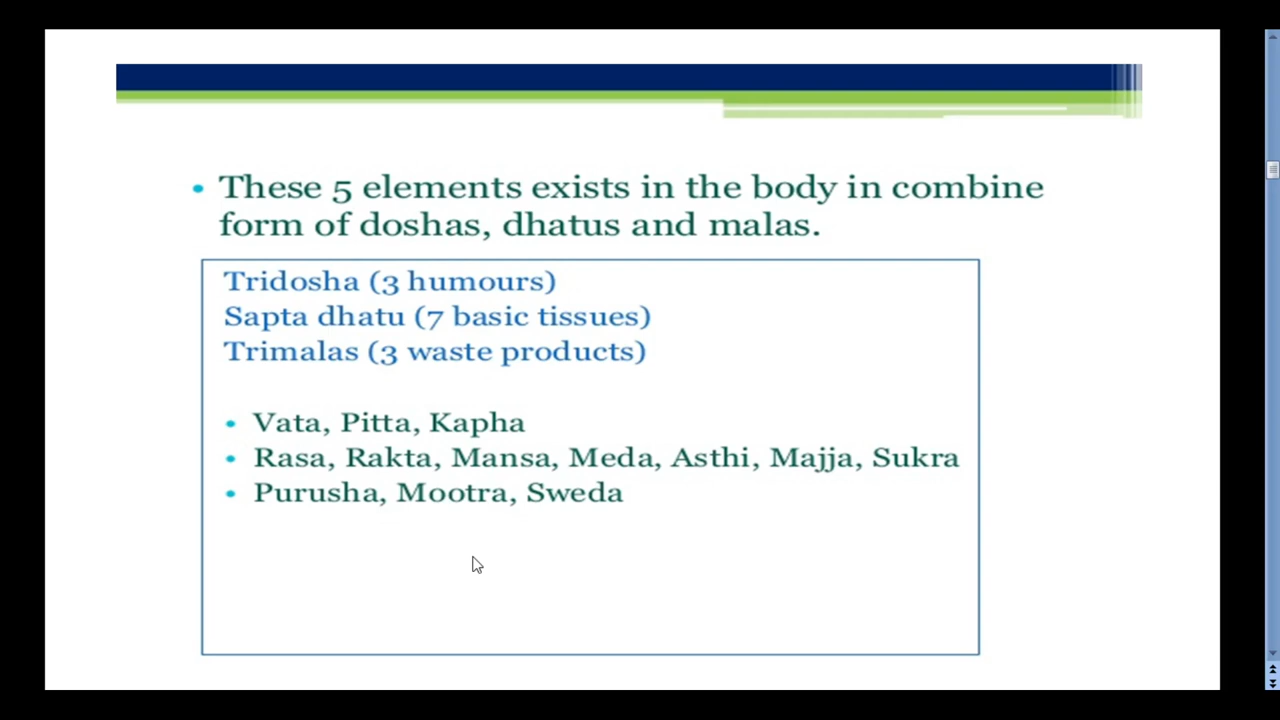 • These 5 elements exists in the body in combine
form of doshas, dhatus and malas.
Tridosha (3 humours)
Sapta dhatu (7 basic tissues)
Trimalas (3 waste products)
• Vata, Pitta, Kapha
• Rasa, Rakta, Mansa, Meda, Asthi, Majja, Sukra
• Purusha, Mootra, Sweda